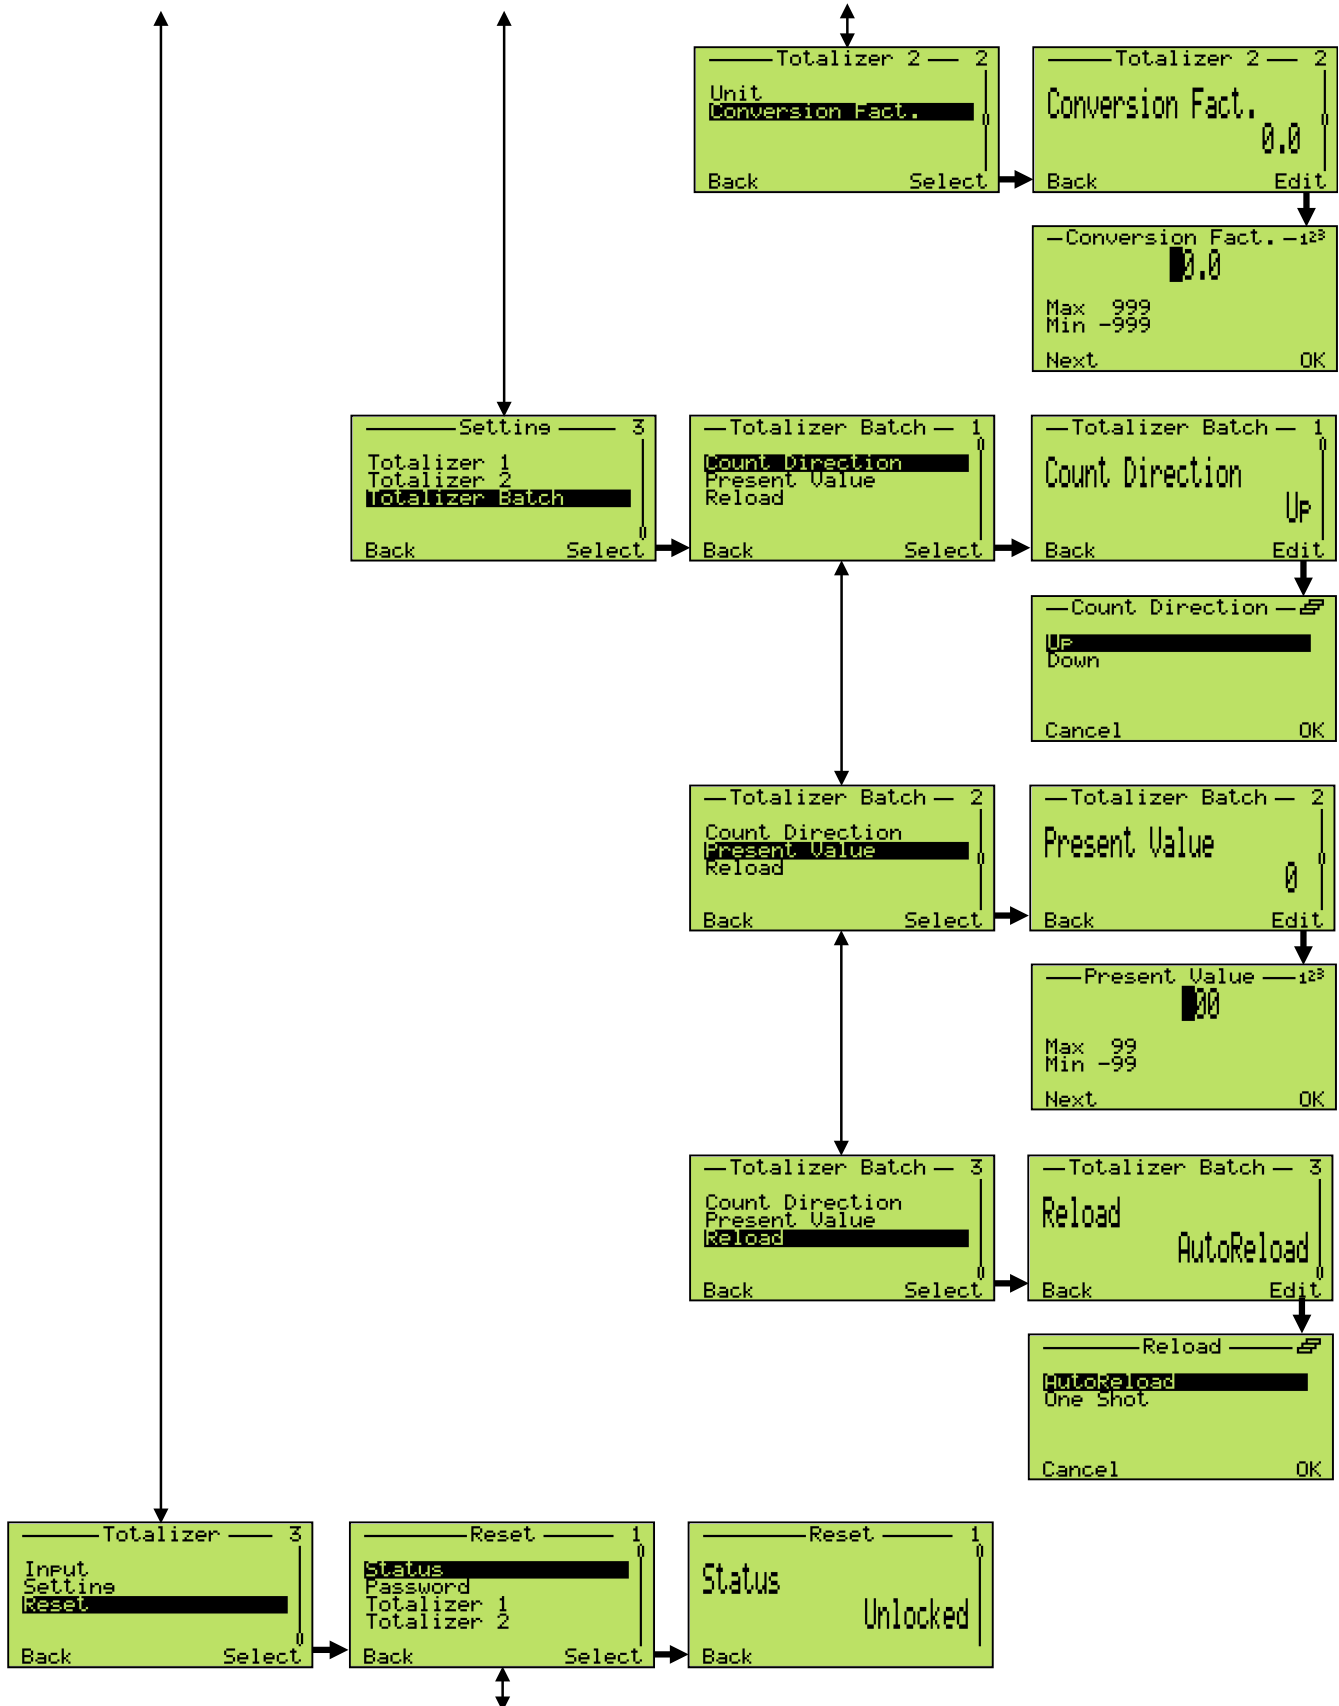 Totalizer 2 2
Unit
Conversion Fact.
Back Select
Totalizer 2 2
Conversion Fact.
0.0
Back Edit
Conversion Fact. 123
0.0
Max 999
Min -999
Next OK
Setting 3
Totalizer 1
Totalizer 2
Totalizer Batch
Back Select
Totalizer Batch 1
Count Direction
Present Value
Reload
Back Select
Totalizer Batch 1
Count Direction
Up
Back Edit
Count Direction
Up
Down
Cancel OK
Totalizer Batch 2
Count Direction
Present Value
Reload
Back Select
Totalizer Batch 2
Present Value
0
Back Edit
Present Value 123
00
Max 99
Min -99
Next OK
Totalizer Batch 3
Count Direction
Present Value
Reload
Back Select
Totalizer Batch 3
Reload
AutoReload
Back Edit
Reload
AutoReload
One Shot
Cancel OK
Totalizer 3
Input
Setting
Reset
Back Select
Reset 1
Status
Password
Totalizer 1
Totalizer 2
Back Select
Reset 1
Status
Unlocked
Back